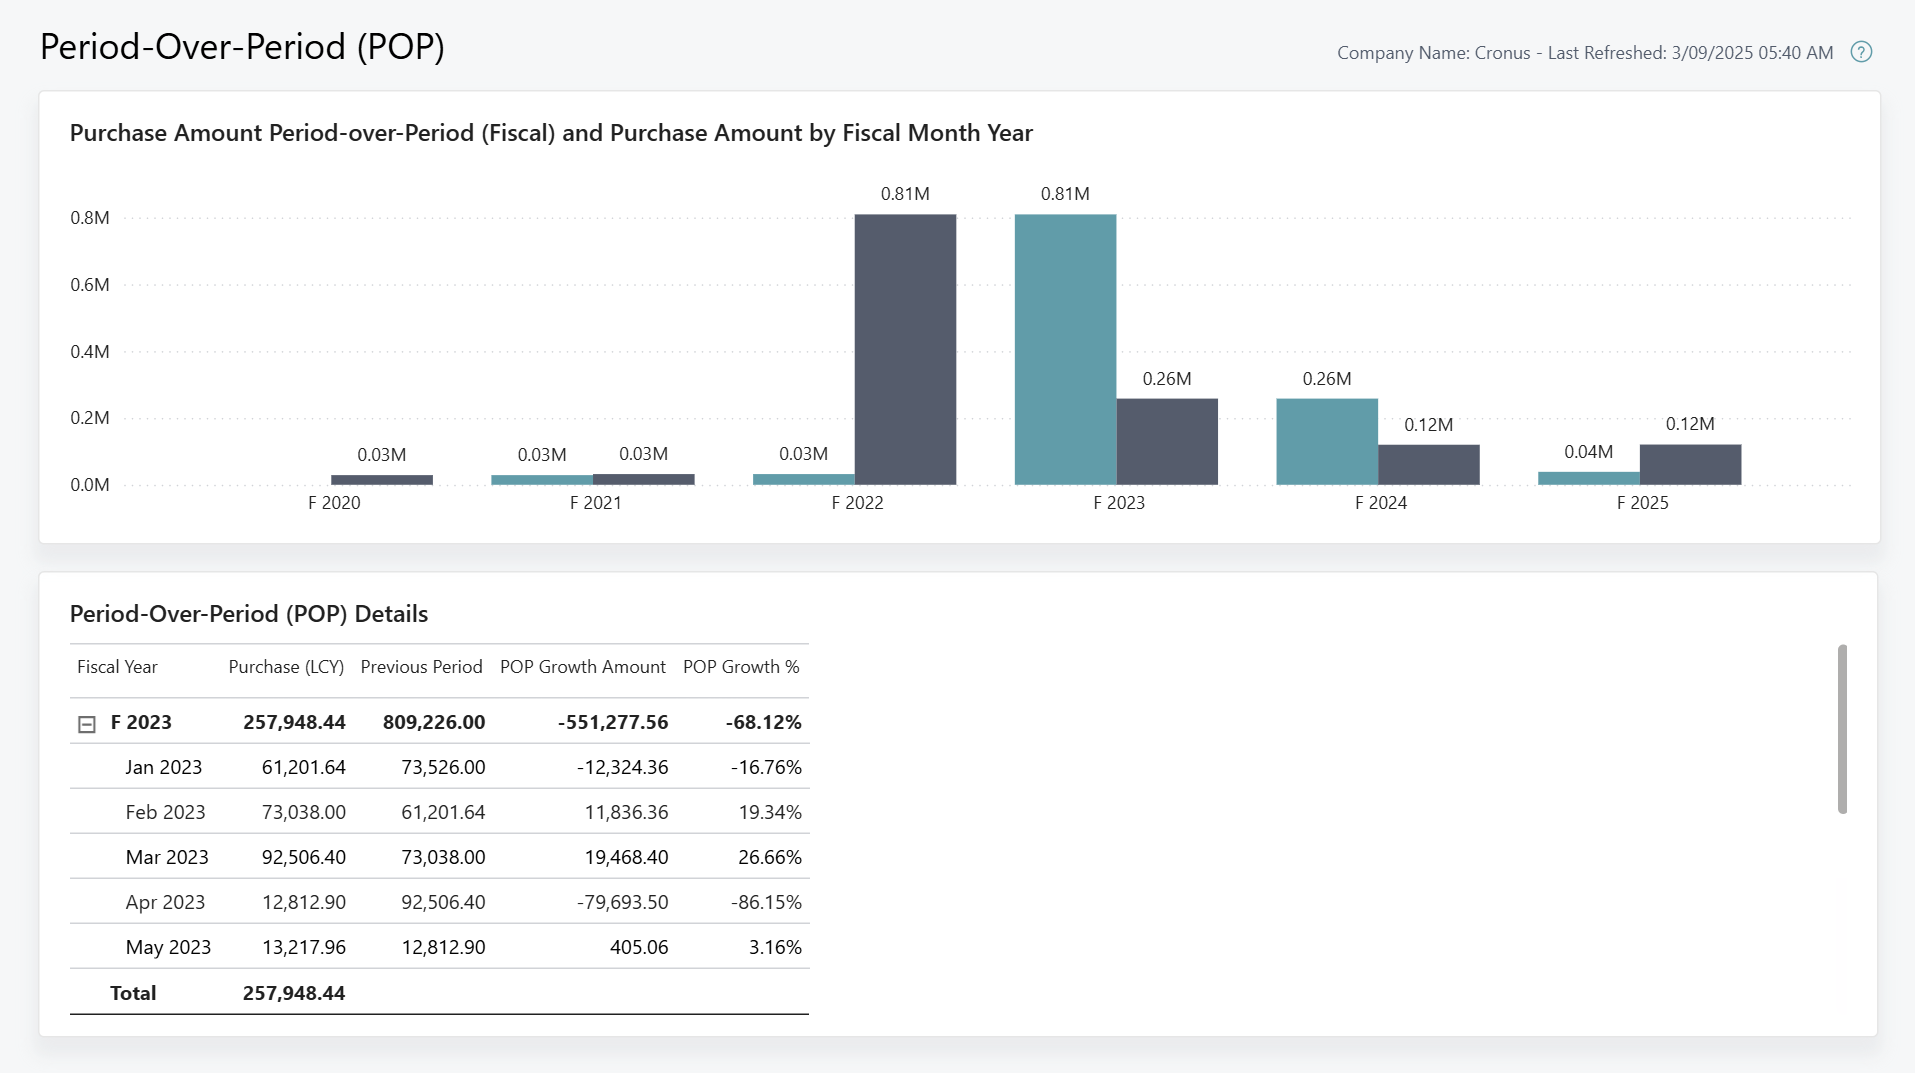 Period-Over-Period (POP)
Company Name: Cronus - Last Refreshed: 3/09/2025 05:40 AM ?
Purchase Amount Period-over-Period (Fiscal) and Purchase Amount by Fiscal Month Year
0.8M
0.6M
0.4M
0.2M
0.0M
0.03M
0.03M 0.03M
0.03M 0.81M
0.81M 0.26M
0.26M 0.12M
0.04M 0.12M
F 2020 F 2021 F 2022 F 2023 F 2024 F 2025
Period-Over-Period (POP) Details
Fiscal Year Purchase (LCY) Previous Period POP Growth Amount POP Growth %
F 2023 257,948.44 809,226.00 -551,277.56 -68.12%
Jan 2023 61,201.64 73,526.00 -12,324.36 -16.76%
Feb 2023 73,038.00 61,201.64 11,836.36 19.34%
Mar 2023 92,506.40 73,038.00 19,468.40 26.66%
Apr 2023 12,812.90 92,506.40 -79,693.50 -86.15%
May 2023 13,217.96 12,812.90 405.06 3.16%
Total 257,948.44